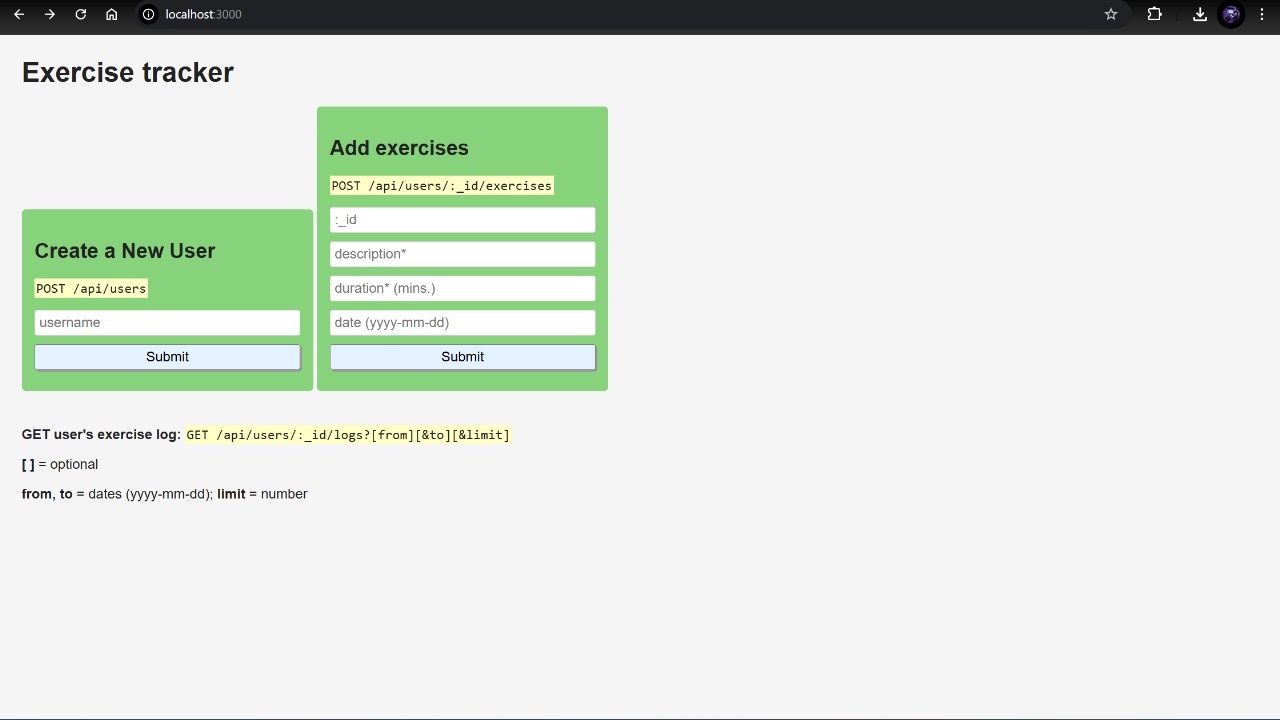 localhost:3000
Exercise tracker
Create a New User
POST /api/users
username
Submit
Add exercises
POST /api/users/:_id/exercises
:_id
description*
duration* (mins.)
date (yyyy-mm-dd)
Submit
GET user's exercise log: GET /api/users/:_id/logs?[from][&to][&limit]
[ ] = optional
from, to = dates (yyyy-mm-dd); limit = number